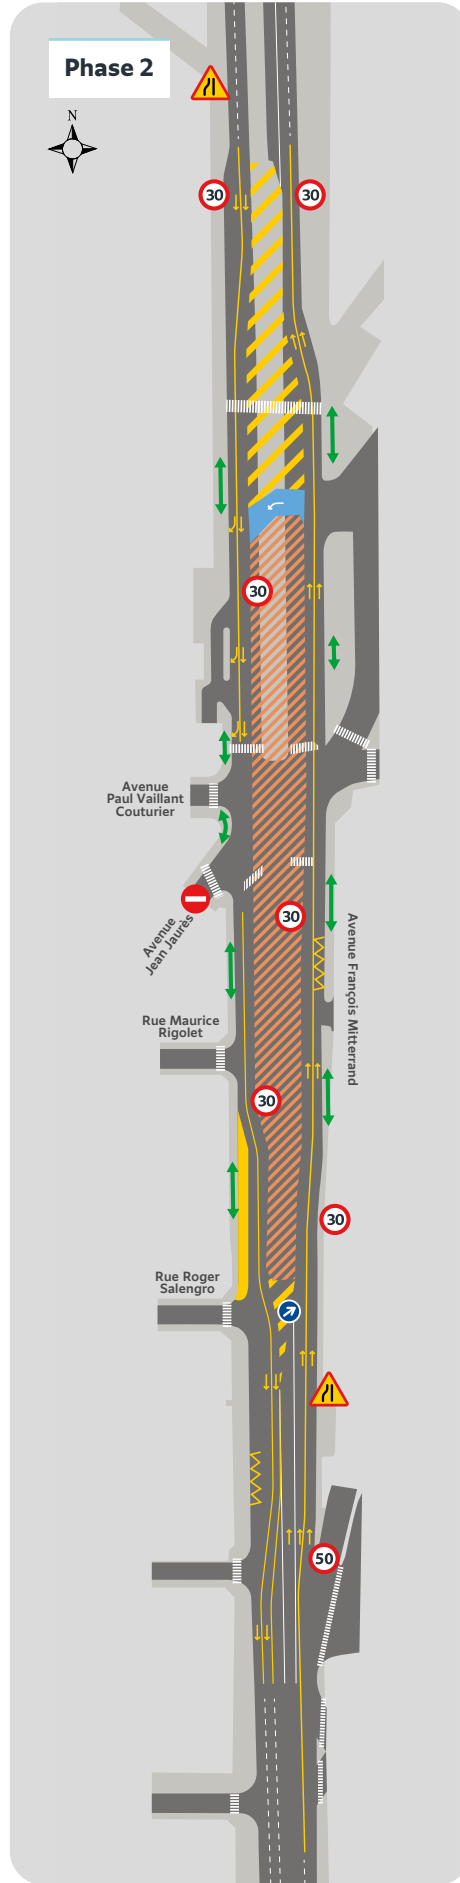 Phase 2
N
30
30
30
Avenue
Paul Vaillant
Couturier
Avenue
Jean Jaurès
30
Avenue François Mitterrand
Rue Maurice
Rigolet
30
30
Rue Roger
Salengro
50